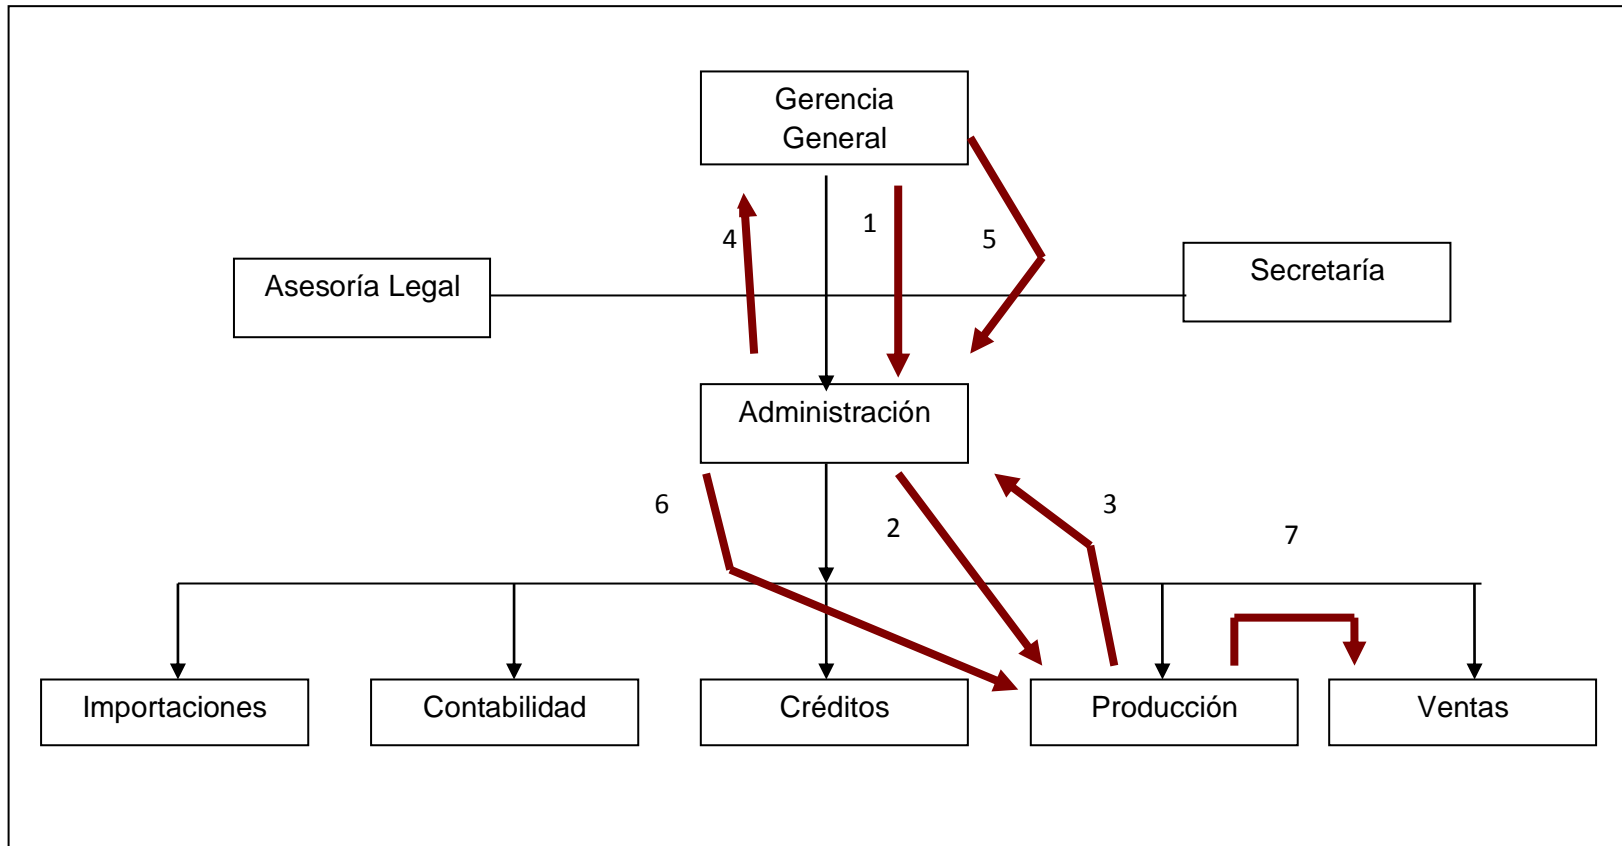 Gerencia
General
1
4
5
Asesoría Legal
Secretaría
Administración
6
2
3
7
Importaciones
Contabilidad
Créditos
Producción
Ventas